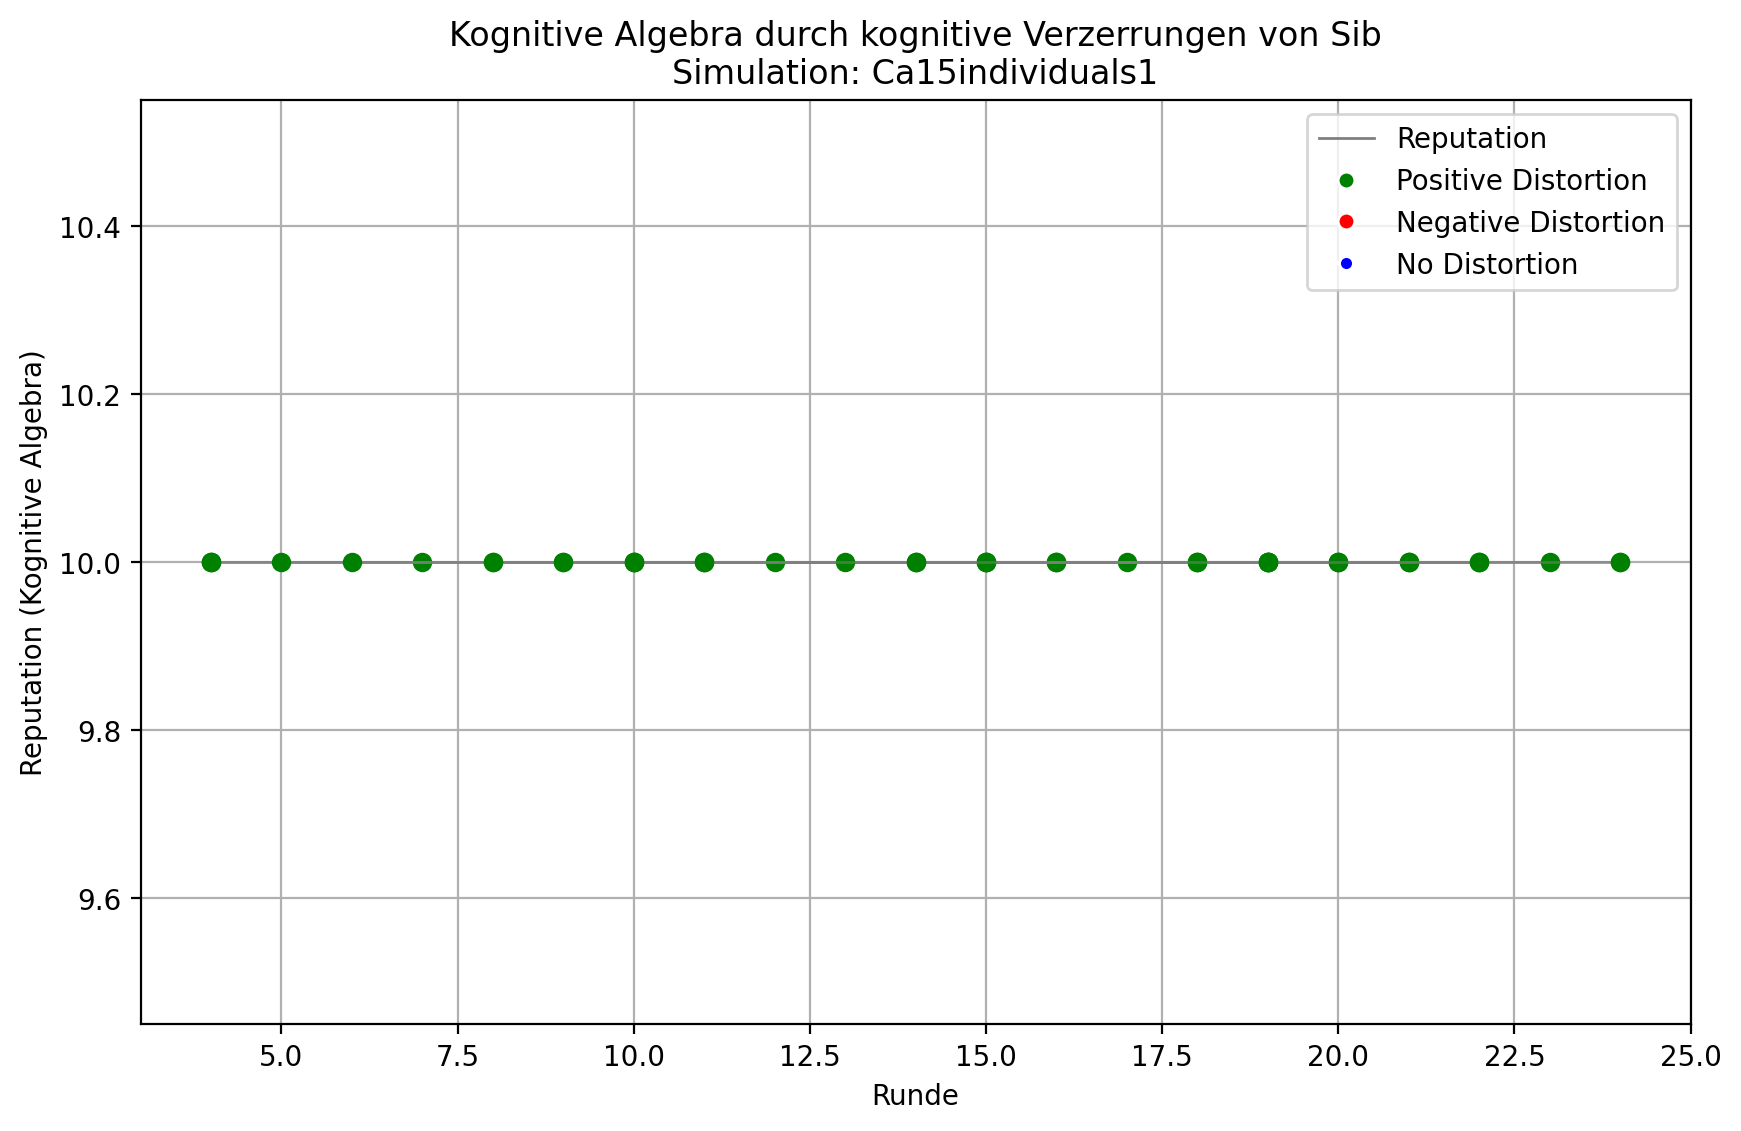 Kognitive Algebra durch kognitive Verzerrungen von Sib
Simulation: Ca15individuals1
Reputation
Positive Distortion
Negative Distortion
No Distortion
Reputation (Kognitive Algebra)
10.4
10.2
10.0
9.8
9.6
5.0 7.5 10.0 12.5 15.0 17.5 20.0 22.5 25.0
Runde